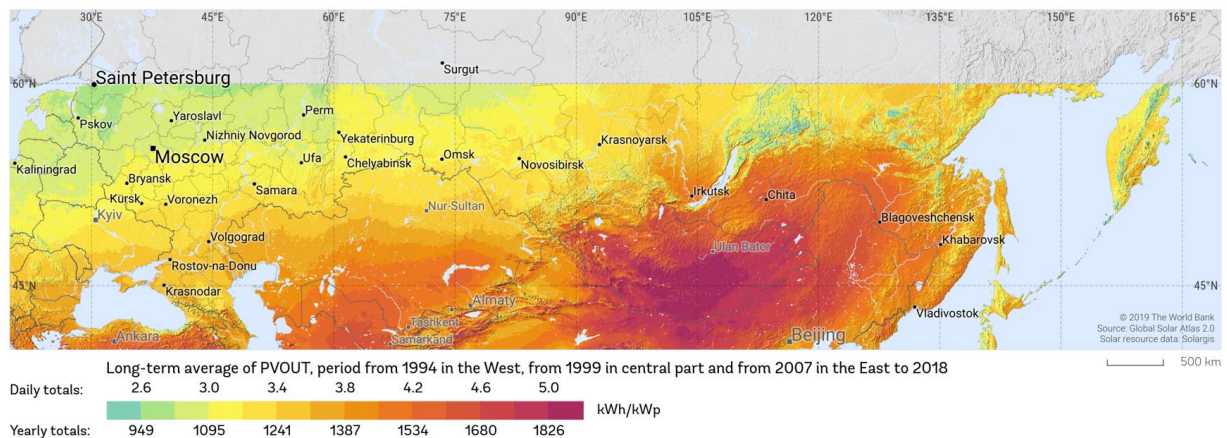 30°E 45°E 60°E 75°E 90°E 105°E 120°E 135°E 150°E 165°E
Surgut
Saint Petersburg
60°N 60°N
Pskov
Yaroslavl
Perm
Nizhniy Novgorod
Yekaterinburg
Krasnoyarsk
Moscow
Kaliningrad
Ufa
Chelyabinsk
Omsk
Novosibirsk
Bryansk
Samara
Irkutsk
Chita
Kursk
Voronezh
Nur-Sultan
Kyiv
Blagoveshchensk
Volgograd
Ulan Bator
Khabarovsk
Rostov-na-Donu
45°N 45°N
Krasnodar
Almaty
Vladivostok
Tashkent
Ankara
Samarkand
Beijing
© 2019 The World Bank
Source: Global Solar Atlas 2.0
Solar resource data: Solargis
500 km
Long-term average of PVOUT, period from 1994 in the West, from 1999 in central part and from 2007 in the East to 2018
Daily totals: 2.6 3.0 3.4 3.8 4.2 4.6 5.0
kWh/kWp
Yearly totals: 949 1095 1241 1387 1534 1680 1826